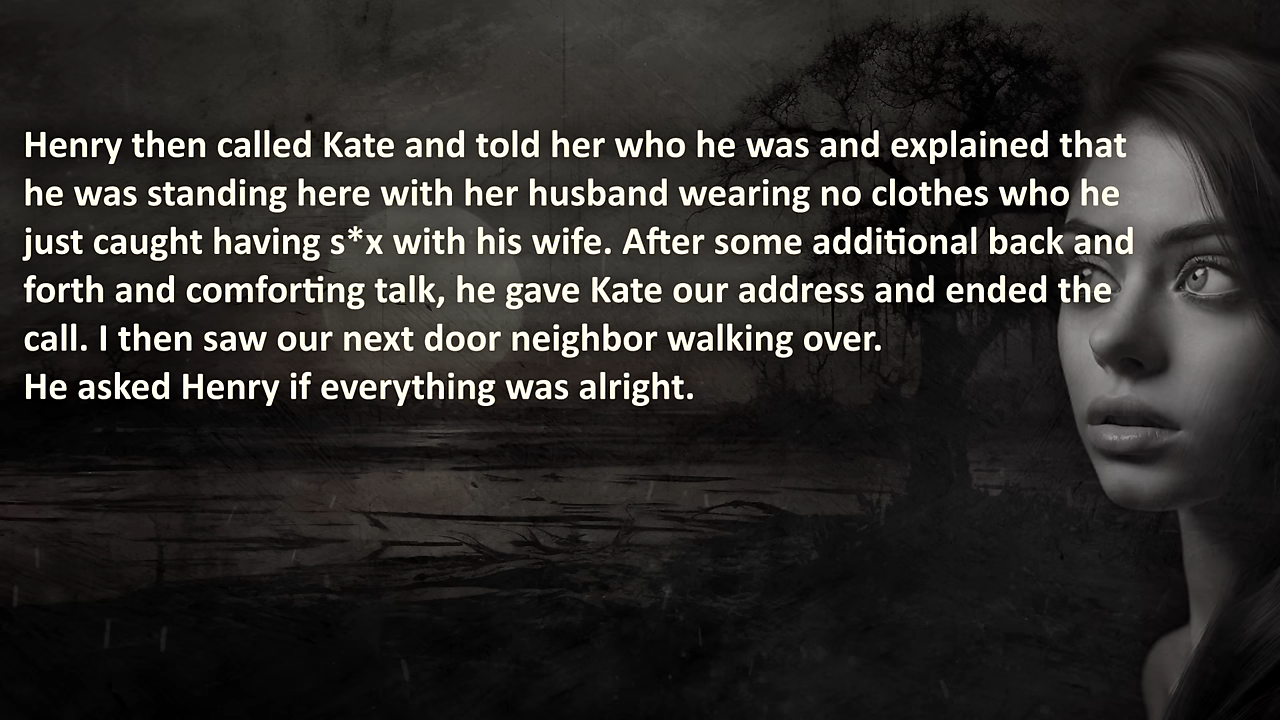 Henry then called Kate and told her who he was and explained that
he was standing here with her husband wearing no clothes who he
just caught having s*x with his wife. After some additional back and
forth and comforting talk, he gave Kate our address and ended the
call. I then saw our next door neighbor walking over.
He asked Henry if everything was alright.